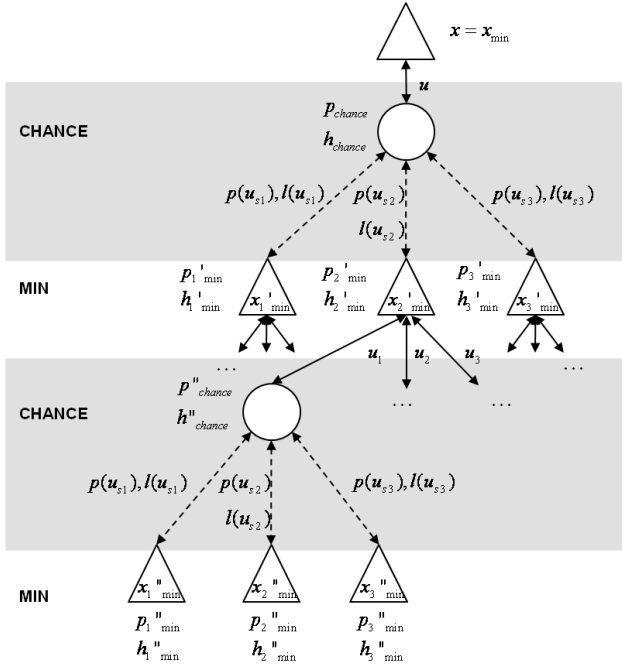 x = x_min
u
CHANCE
p_chance
h_chance
p(u_s1), l(u_s1) p(u_s2) p(u_s3), l(u_s3)
l(u_s2)
MIN
p_1'_min p_2'_min p_3'_min
h_1'_min x_1'_min h_2'_min x_2'_min h_3'_min x_3'_min
... u_1 u_2 u_3 ...
CHANCE
p''_chance
h''_chance
... ...
p(u_s1), l(u_s1) p(u_s2) p(u_s3), l(u_s3)
l(u_s2)
MIN
x_1''_min x_2''_min x_3''_min
p_1''_min p_2''_min p_3''_min
h_1''_min h_2''_min h_3''_min